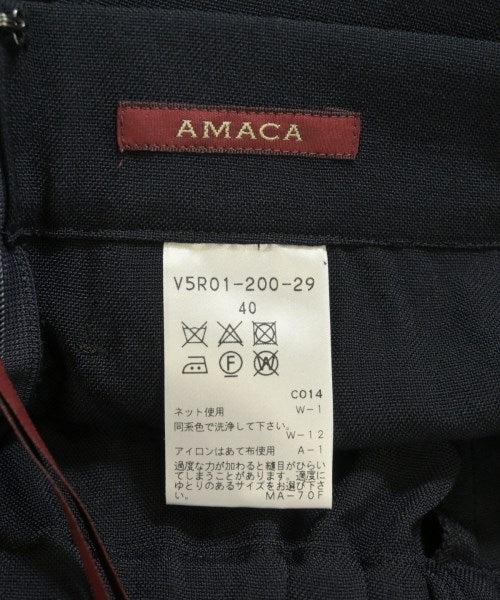 AMACA
V5R01-200-29
40
F W
C014
ネット使用 W-1
同系色で洗浄して下さい。
W-12
アイロンはあて布使用 A-1
過度な力が加わると縫目がひらい
てしまうことがあります。適度に
ゆとりのあるサイズをお選び下さ
い。 MA-70F